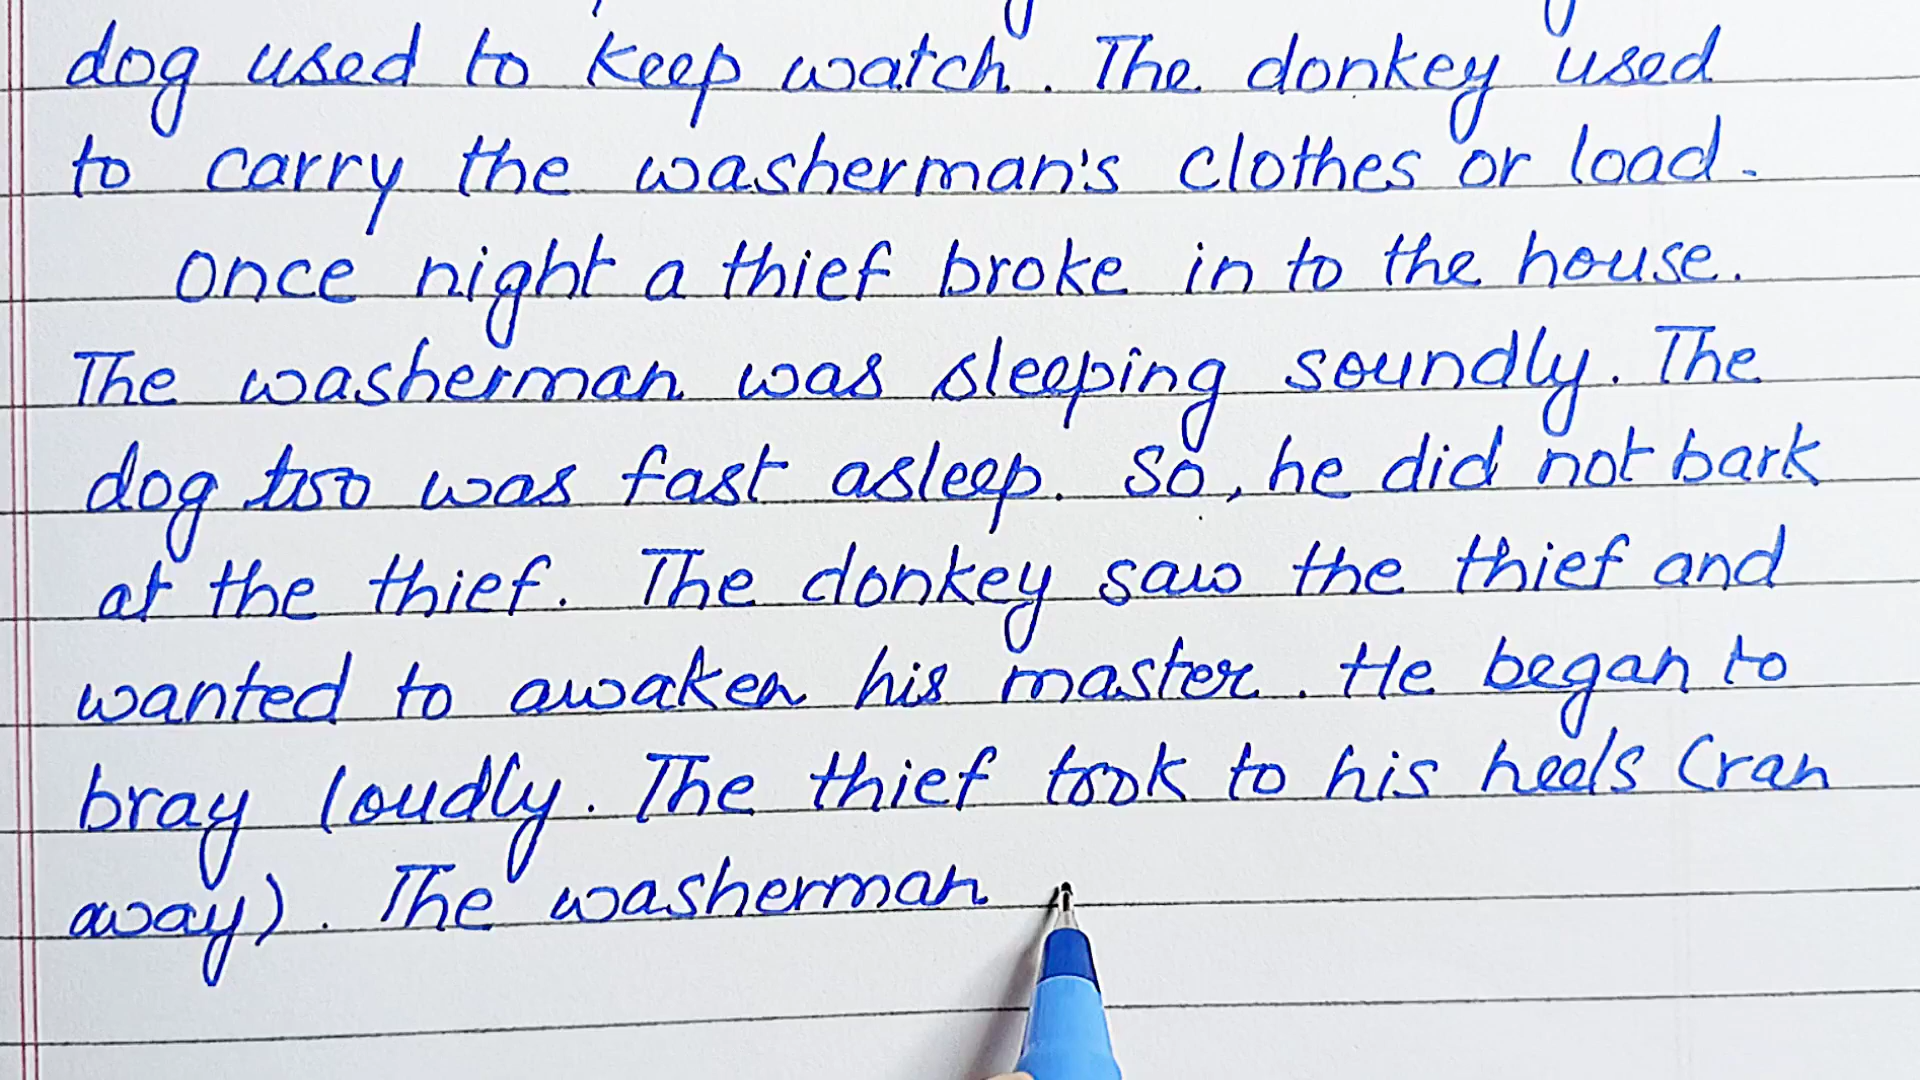 dog used to keep watch. The donkey used
to carry the washerman's clothes or load.
Once night a thief broke in to the house.
The washerman was sleeping soundly. The
dog too was fast asleep. So, he did not bark
at the thief. The donkey saw the thief and
wanted to awaken his master. He began to
bray loudly. The thief took to his heels (ran
away). The washerman